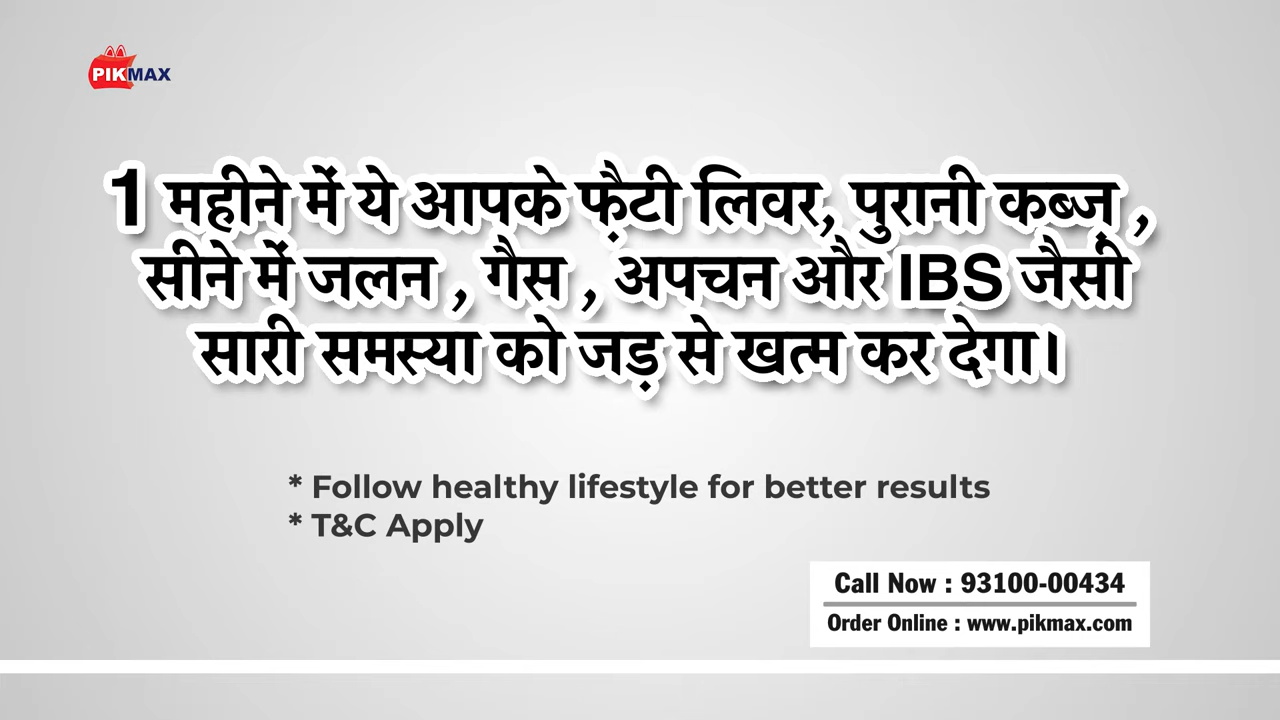 PIKMAX
1 महीने में ये आपके फ़ैटी लिवर, पुरानी कब्ज़ ,
सीने में जलन , गैस , अपचन और IBS जैसी
सारी समस्या को जड़ से खत्म कर देगा।
* Follow healthy lifestyle for better results
* T&C Apply
Call Now : 93100-00434
Order Online : www.pikmax.com